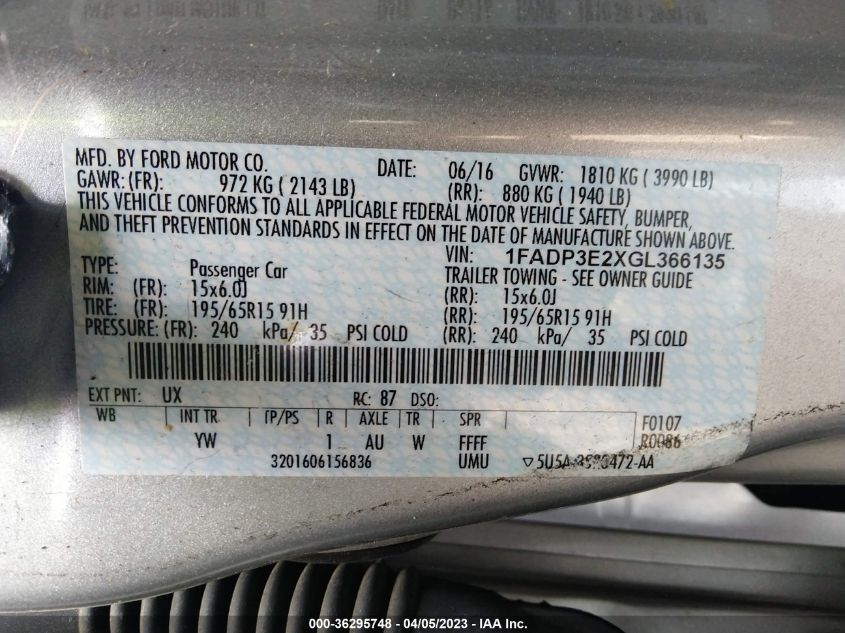 MFD. BY FORD MOTOR CO. DATE: 06/16 GVWR: 1810 KG ( 3990 LB)
GAWR: (FR): 972 KG ( 2143 LB) (RR): 880 KG ( 1940 LB)
THIS VEHICLE CONFORMS TO ALL APPLICABLE FEDERAL MOTOR VEHICLE SAFETY, BUMPER,
AND THEFT PREVENTION STANDARDS IN EFFECT ON THE DATE OF MANUFACTURE SHOWN ABOVE.
VIN: 1FADP3E2XGL366135
TYPE: Passenger Car TRAILER TOWING - SEE OWNER GUIDE
RIM: (FR): 15x6.0J (RR): 15x6.0J
TIRE: (FR): 195/65R15 91H (RR): 195/65R15 91H
PRESSURE: (FR): 240 kPa/ 35 PSI COLD (RR): 240 kPa/ 35 PSI COLD
EXT PNT: UX RC: 87 DSO:
WB INT TR TP/PS R AXLE TR SPR F0107
YW 1 AU W FFFF R0086
3201606156836 UMU
000-36295748 - 04/05/2023 - IAA Inc.